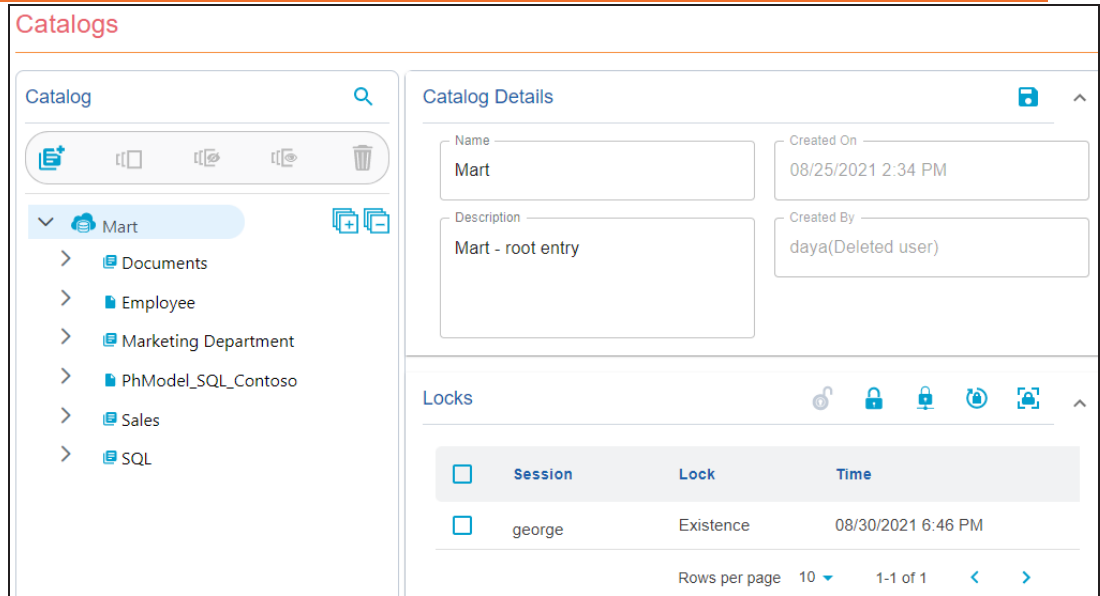 Catalogs
Catalog
Mart
Documents
Employee
Marketing Department
PhModel_SQL_Contoso
Sales
SQL
Catalog Details
Name
Mart
Created On
08/25/2021 2:34 PM
Description
Mart - root entry
Created By
daya(Deleted user)
Locks
Session Lock Time
george Existence 08/30/2021 6:46 PM
Rows per page 10 1-1 of 1